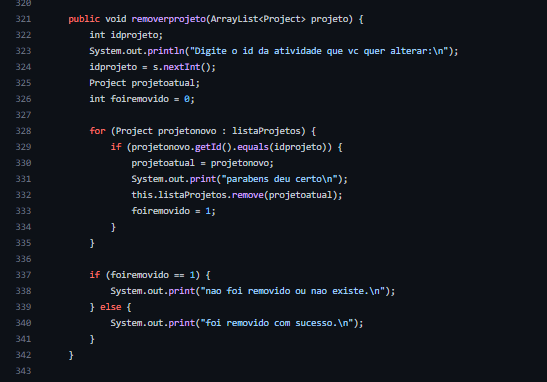 320
321 public void removerprojeto(ArrayList<Project> projeto) {
322 int idprojeto;
323 System.out.println("Digite o id da atividade que vc quer alterar:\n");
324 idprojeto = s.nextInt();
325 Project projetoatual;
326 int foiremovido = 0;
327
328 for (Project projetonovo : listaProjetos) {
329 if (projetonovo.getId().equals(idprojeto)) {
330 projetoatual = projetonovo;
331 System.out.print("parabens deu certo\n");
332 this.listaProjetos.remove(projetoatual);
333 foiremovido = 1;
334 }
335 }
336
337 if (foiremovido == 1) {
338 System.out.print("nao foi removido ou nao existe.\n");
339 } else {
340 System.out.print("foi removido com sucesso.\n");
341 }
342 }
343